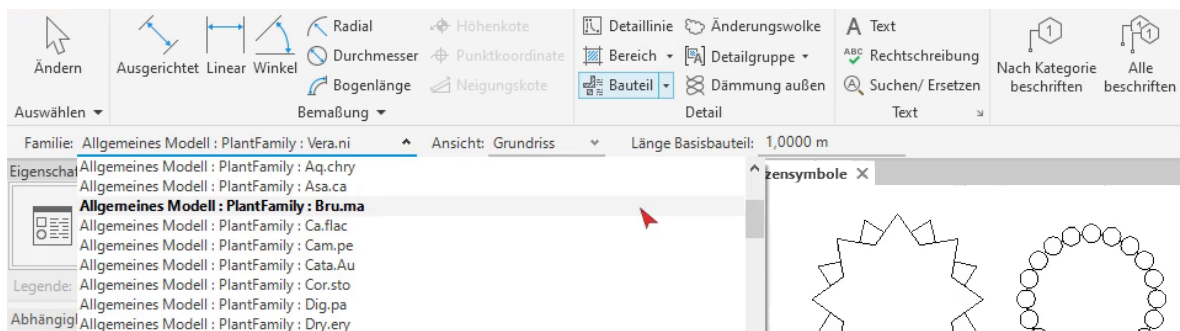 Radial Höhenkote Detaillinie Änderungswolke A Text
Durchmesser Punktkoordinate Bereich Detailgruppe ABC Rechtschreibung
Ändern Ausgerichtet Linear Winkel Nach Kategorie beschriften Alle beschriften
Bogenlänge Neigungskote Bauteil Dämmung außen Suchen/ Ersetzen
Auswählen Bemaßung Detail Text
Familie: Allgemeines Modell : PlantFamily : Vera.ni Ansicht: Grundriss Länge Basisbauteil: 1,0000 m
Eigenschaf Allgemeines Modell : PlantFamily : Aq.chry zensymbole
Allgemeines Modell : PlantFamily : Asa.ca
Allgemeines Modell : PlantFamily : Bru.ma
Allgemeines Modell : PlantFamily : Ca.flac
Allgemeines Modell : PlantFamily : Cam.pe
Allgemeines Modell : PlantFamily : Cata.Au
Legende: Allgemeines Modell : PlantFamily : Cor.sto
Allgemeines Modell : PlantFamily : Dig.pa
Abhängigl Allgemeines Modell : PlantFamily : Dry.ery